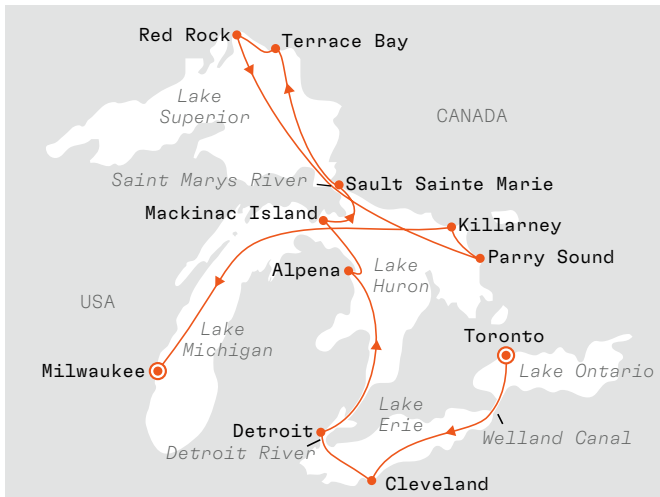 Red Rock
Terrace Bay
Lake
Superior
CANADA
Saint Marys River
Sault Sainte Marie
Mackinac Island
Killarney
Parry Sound
Alpena
Lake
Huron
USA
Lake
Michigan
Toronto
Milwaukee
Lake Ontario
Lake
Erie
Detroit
Welland Canal
Detroit River
Cleveland